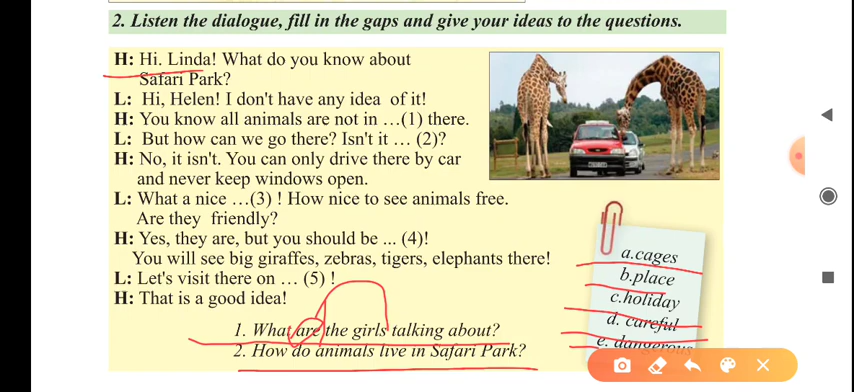 2. Listen the dialogue, fill in the gaps and give your ideas to the questions.
H: Hi. Linda! What do you know about
Safari Park?
L: Hi, Helen! I don't have any idea of it!
H: You know all animals are not in …(1) there.
L: But how can we go there? Isn't it … (2)?
H: No, it isn't. You can only drive there by car
and never keep windows open.
L: What a nice …(3) ! How nice to see animals free.
Are they friendly?
H: Yes, they are, but you should be ... (4)!
You will see big giraffes, zebras, tigers, elephants there!
L: Let's visit there on … (5) !
H: That is a good idea!
1. What are the girls talking about?
2. How do animals live in Safari Park?
a.cages
b.place
c.holiday
d. careful
e. dangerous